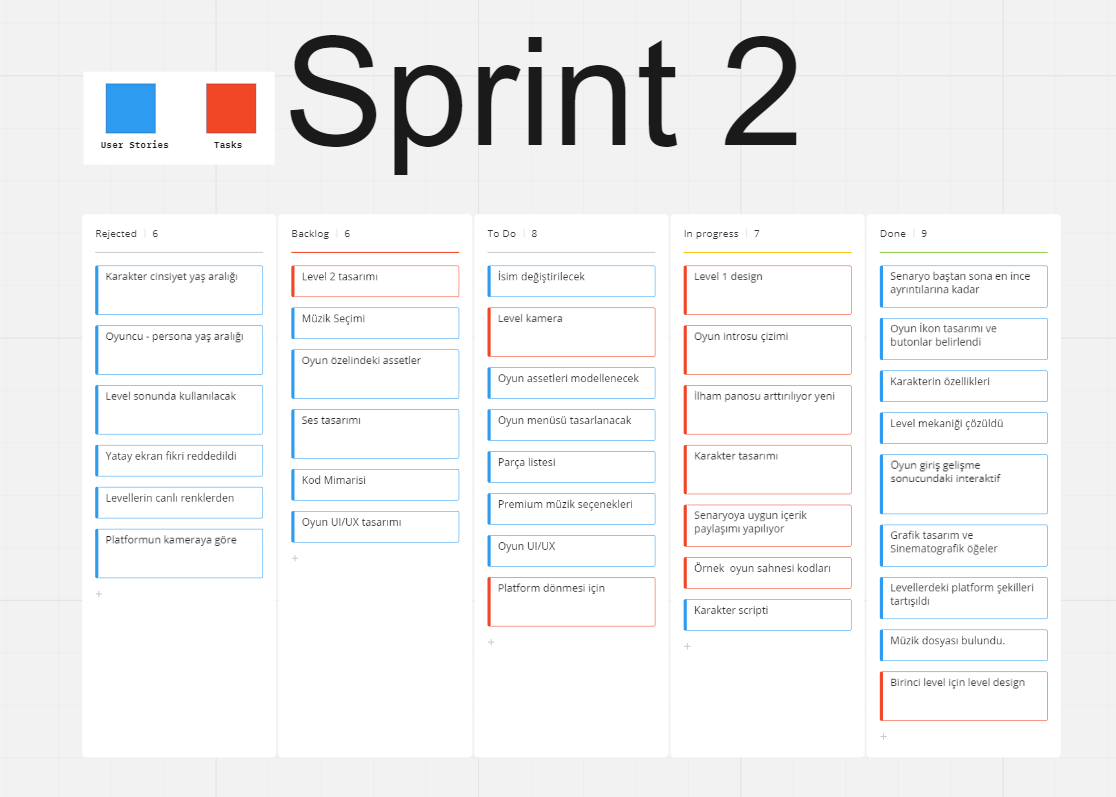 Sprint 2
User Stories
Tasks
Rejected 6
Karakter cinsiyet yaş aralığı
Oyuncu - persona yaş aralığı
Level sonunda kullanılacak
Yatay ekran fikri reddedildi
Levellerin canlı renklerden
Platformun kameraya göre
Backlog 6
Level 2 tasarımı
Müzik Seçimi
Oyun özelindeki assetler
Ses tasarımı
Kod Mimarisi
Oyun UI/UX tasarımı
To Do 8
İsim değiştirilecek
Level kamera
Oyun assetleri modellenecek
Oyun menüsü tasarlanacak
Parça listesi
Premium müzik seçenekleri
Oyun UI/UX
Platform dönmesi için
In progress 7
Level 1 design
Oyun introsu çizimi
İlham panosu arttırılıyor yeni
Karakter tasarımı
Senaryoya uygun içerik
paylaşımı yapılıyor
Örnek  oyun sahnesi kodları
Karakter scripti
Done 9
Senaryo baştan sona en ince
ayrıntılarına kadar
Oyun İkon tasarımı ve
butonlar belirlendi
Karakterin özellikleri
Level mekaniği çözüldü
Oyun giriş gelişme
sonucundaki interaktif
Grafik tasarım ve
Sinematografik öğeler
Levellerdeki platform şekilleri
tartışıldı
Müzik dosyası bulundu.
Birinci level için level design